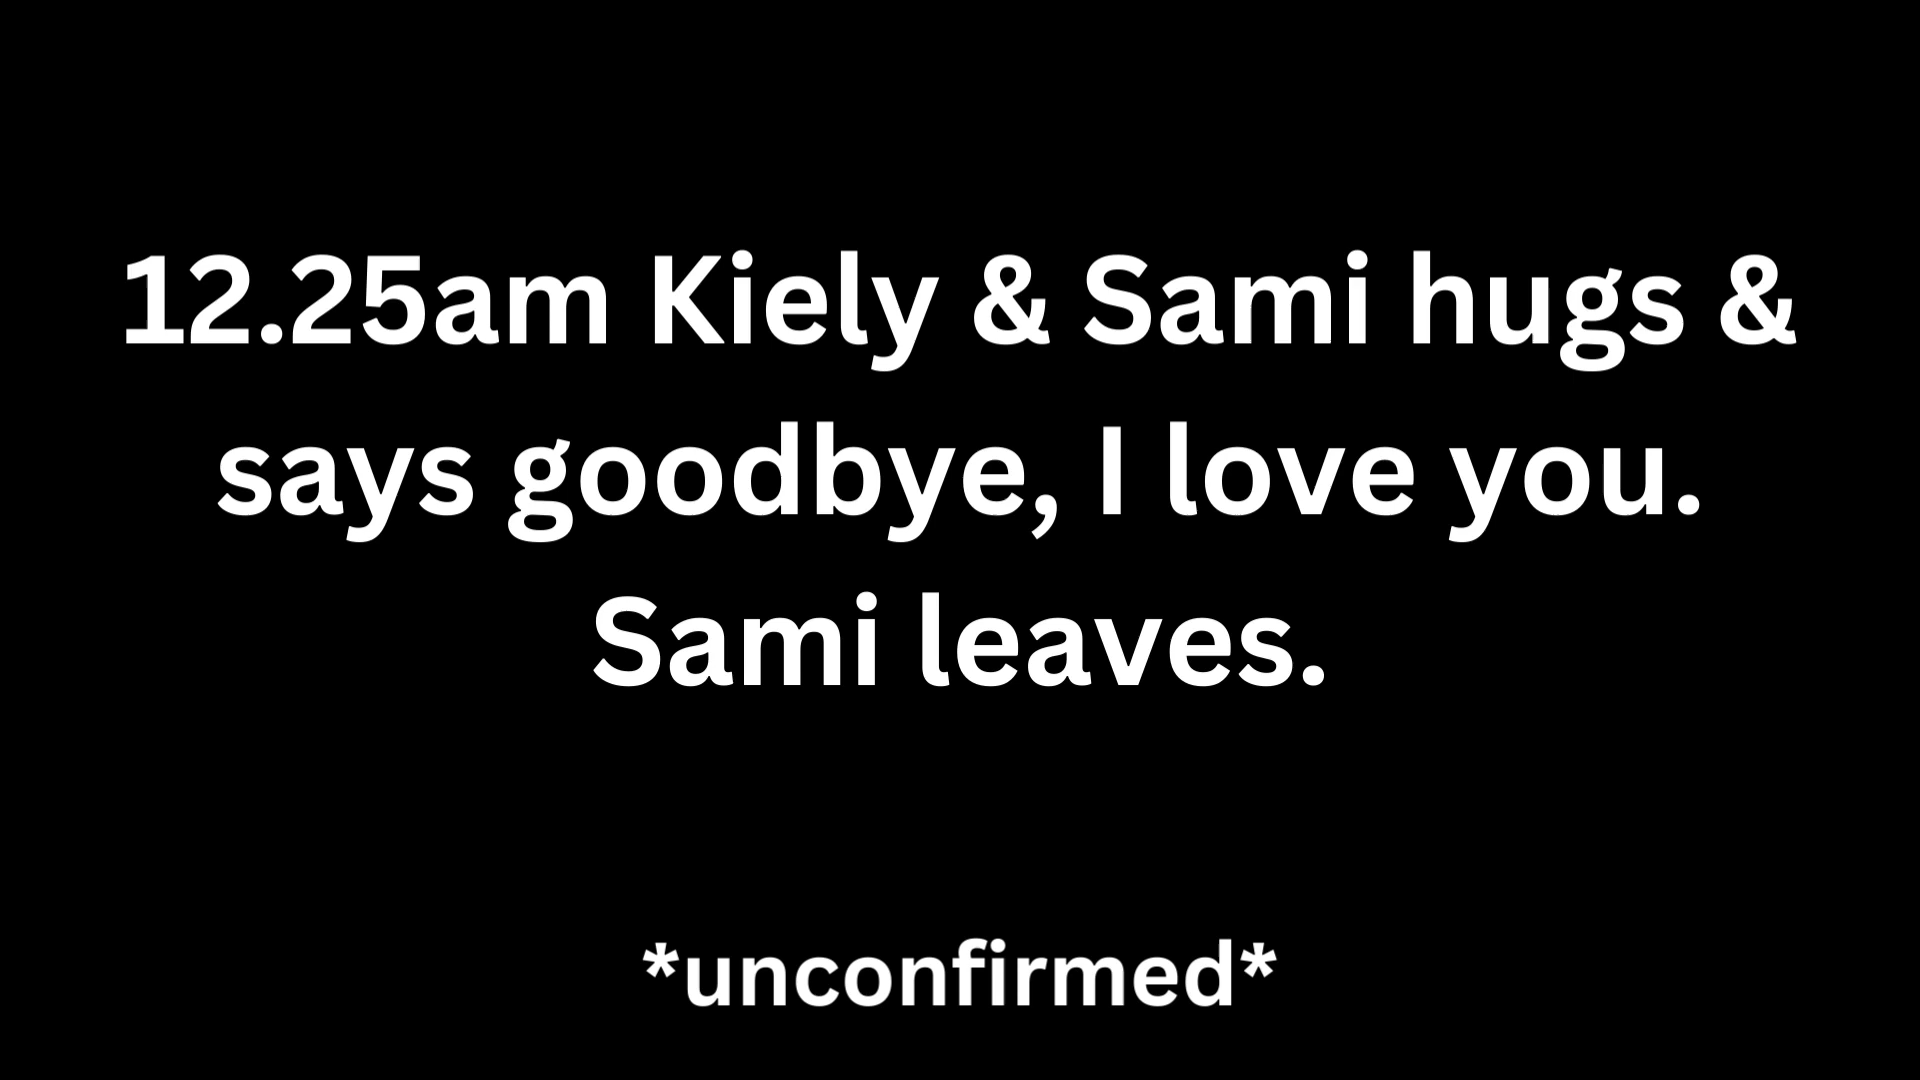 12.25am Kiely & Sami hugs &
says goodbye, I love you.
Sami leaves.
*unconfirmed*